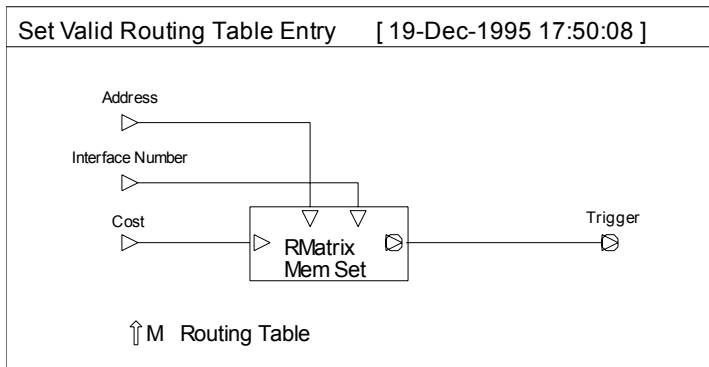 Set Valid Routing Table Entry [ 19-Dec-1995 17:50:08 ]
Address
Interface Number
Cost
Trigger
RMatrix
Mem Set
⇑M Routing Table